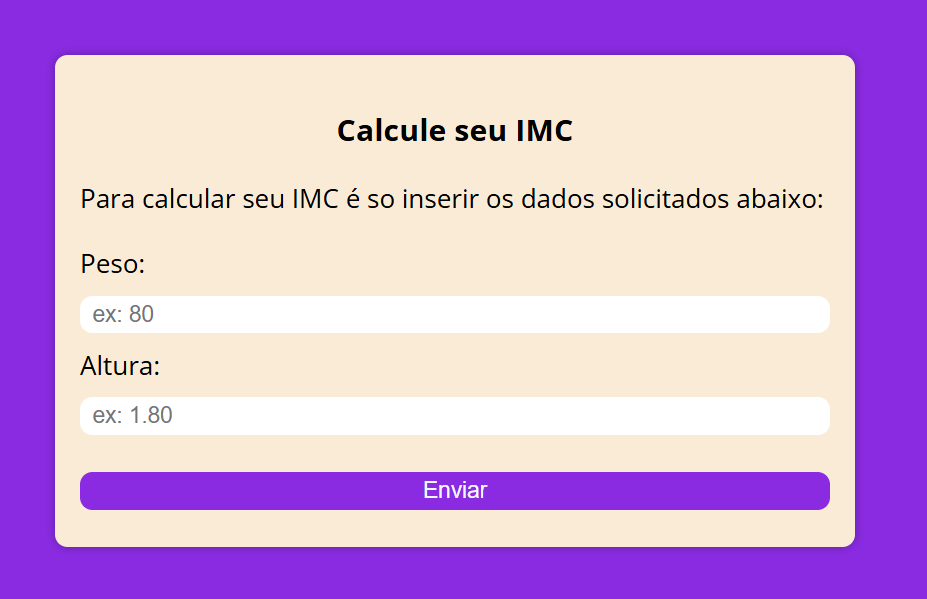 Calcule seu IMC
Para calcular seu IMC é so inserir os dados solicitados abaixo:
Peso:
ex: 80
Altura:
ex: 1.80
Enviar